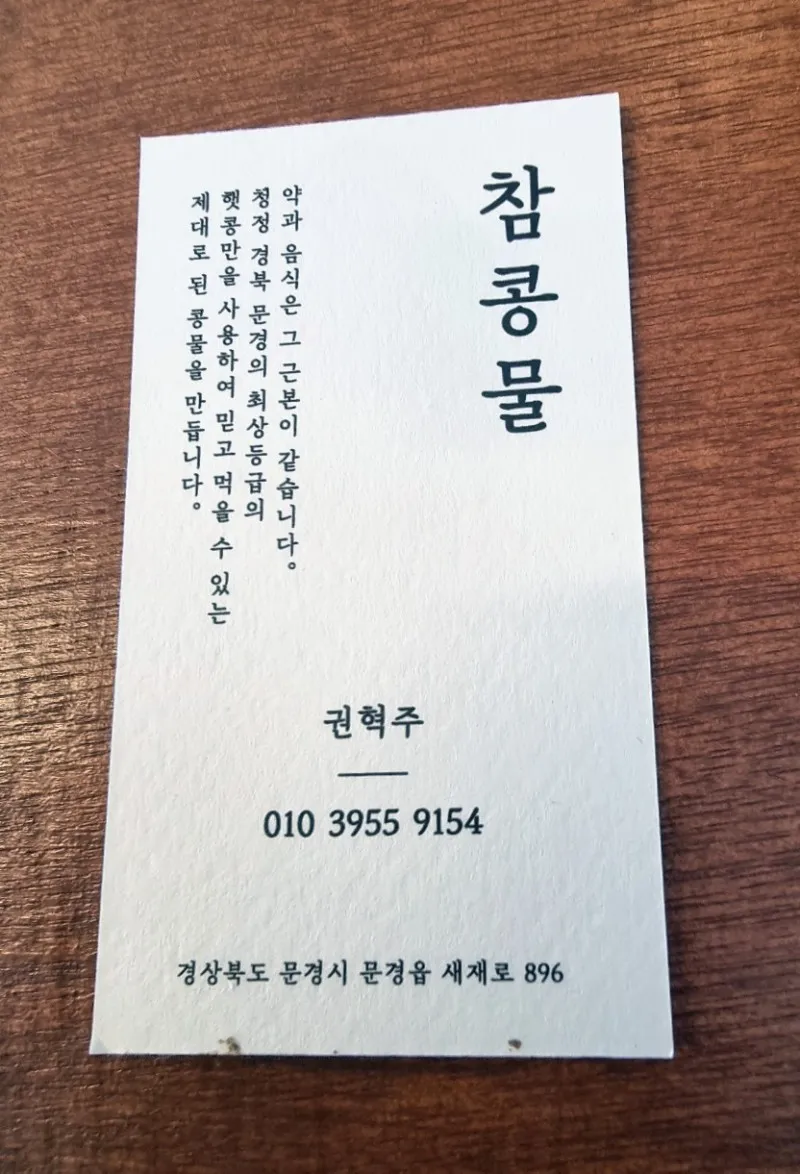 참 콩 물
약과 음식은 그 근본이 같습니다.
청정 경북 문경의 최상등급의
햇콩만을 사용하여 믿고 먹을 수 있는
제대로 된 콩물을 만듭니다.
권혁주
010 3955 9154
경상북도 문경시 문경읍 새재로 896